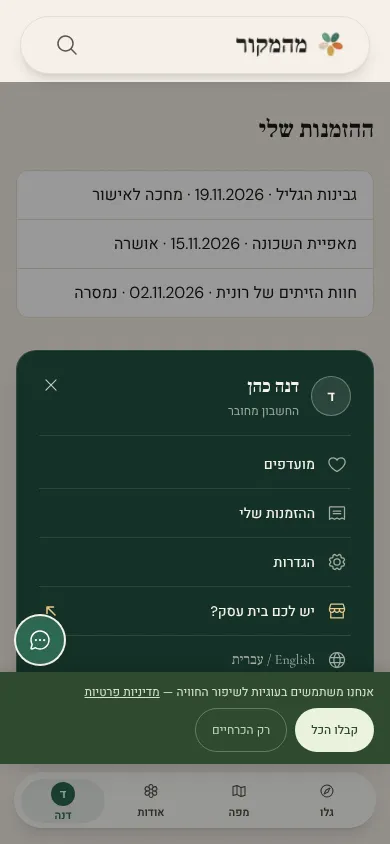 מהמקור
ההזמנות שלי
גבינות הגליל · 19.11.2026 · מחכה לאישור
מאפיית השכונה · 15.11.2026 · אושרה
חוות הזיתים של רונית · 02.11.2026 · נמסרה
ד
דנה כהן
החשבון מחובר
מועדפים
ההזמנות שלי
הגדרות
יש לכם בית עסק?
עברית / English
אנחנו משתמשים בעוגיות לשיפור החוויה — מדיניות פרטיות
קבלו הכל
רק הכרחיים
גלו
מפה
אודות
ד
דנה